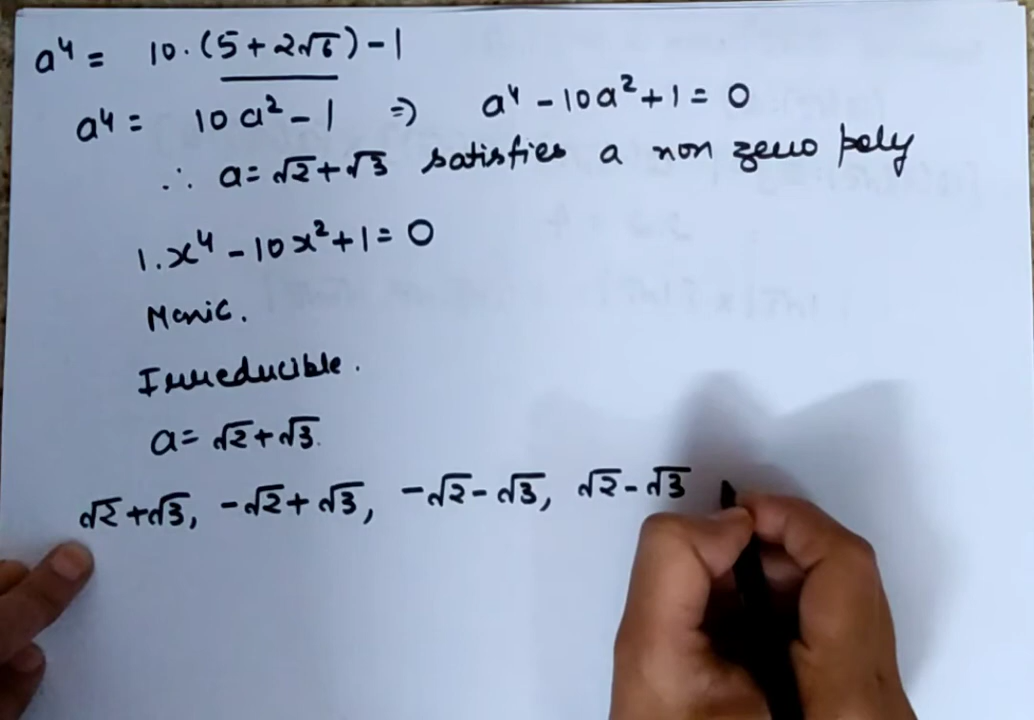 a⁴ = 10.(5+2√6)-1
a⁴ = 10a²-1 ⇒ a⁴-10a²+1=0
∴ a=√2+√3 satisfies a non zero poly
1.x⁴-10x²+1=0
Monic.
Irreducible.
a=√2+√3.
√2+√3, -√2+√3, -√2-√3, √2-√3